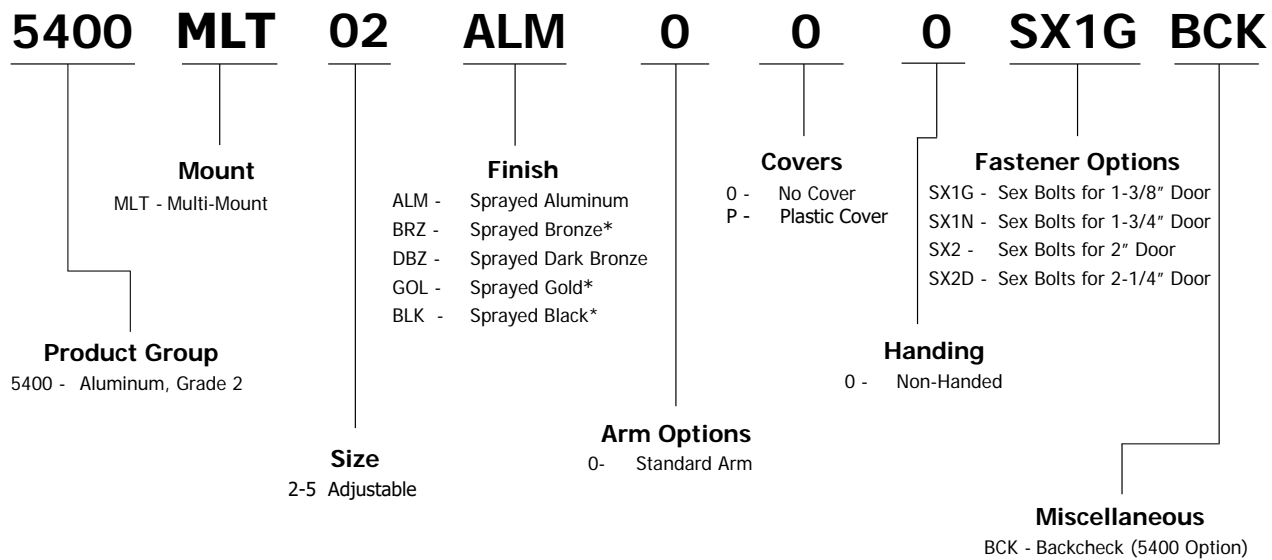 5400 MLT 02 ALM 0 0 0 SX1G BCK
Mount
MLT - Multi-Mount
Finish
ALM - Sprayed Aluminum
BRZ - Sprayed Bronze*
DBZ - Sprayed Dark Bronze
GOL - Sprayed Gold*
BLK - Sprayed Black*
Covers
0 - No Cover
P - Plastic Cover
Fastener Options
SX1G - Sex Bolts for 1-3/8" Door
SX1N - Sex Bolts for 1-3/4" Door
SX2 - Sex Bolts for 2" Door
SX2D - Sex Bolts for 2-1/4" Door
Product Group
5400 - Aluminum, Grade 2
Handing
0 - Non-Handed
Size
2-5 Adjustable
Arm Options
0- Standard Arm
Miscellaneous
BCK - Backcheck (5400 Option)